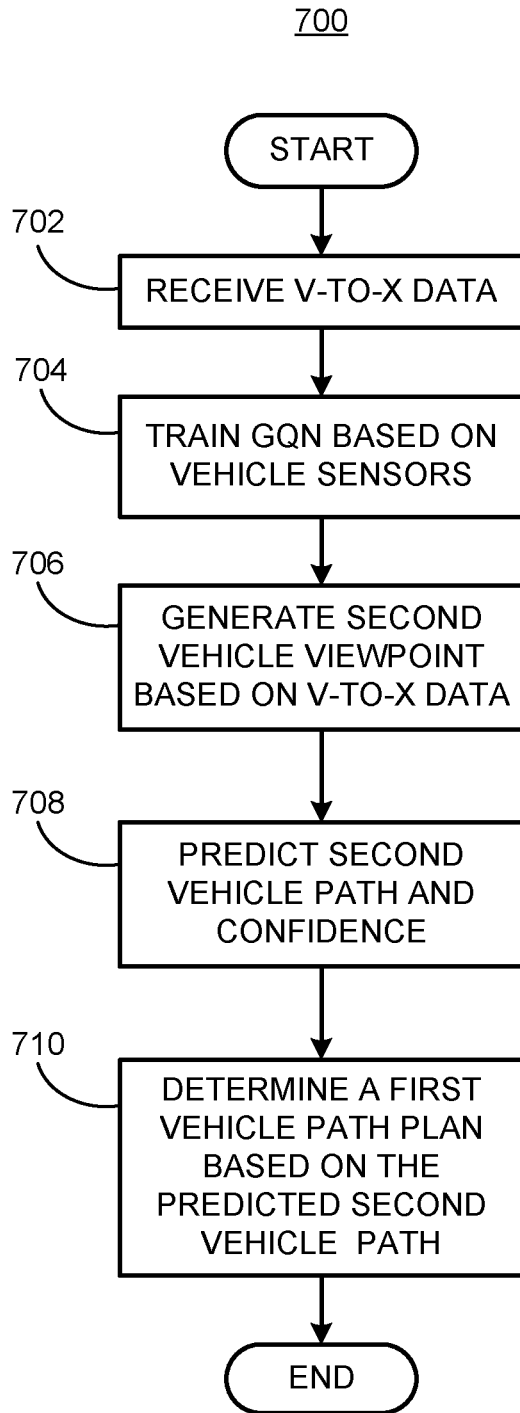 700
START
702
RECEIVE V-TO-X DATA
704
TRAIN GQN BASED ON
VEHICLE SENSORS
706
GENERATE SECOND
VEHICLE VIEWPOINT
BASED ON V-TO-X DATA
708
PREDICT SECOND
VEHICLE PATH AND
CONFIDENCE
710
DETERMINE A FIRST
VEHICLE PATH PLAN
BASED ON THE
PREDICTED SECOND
VEHICLE PATH
END